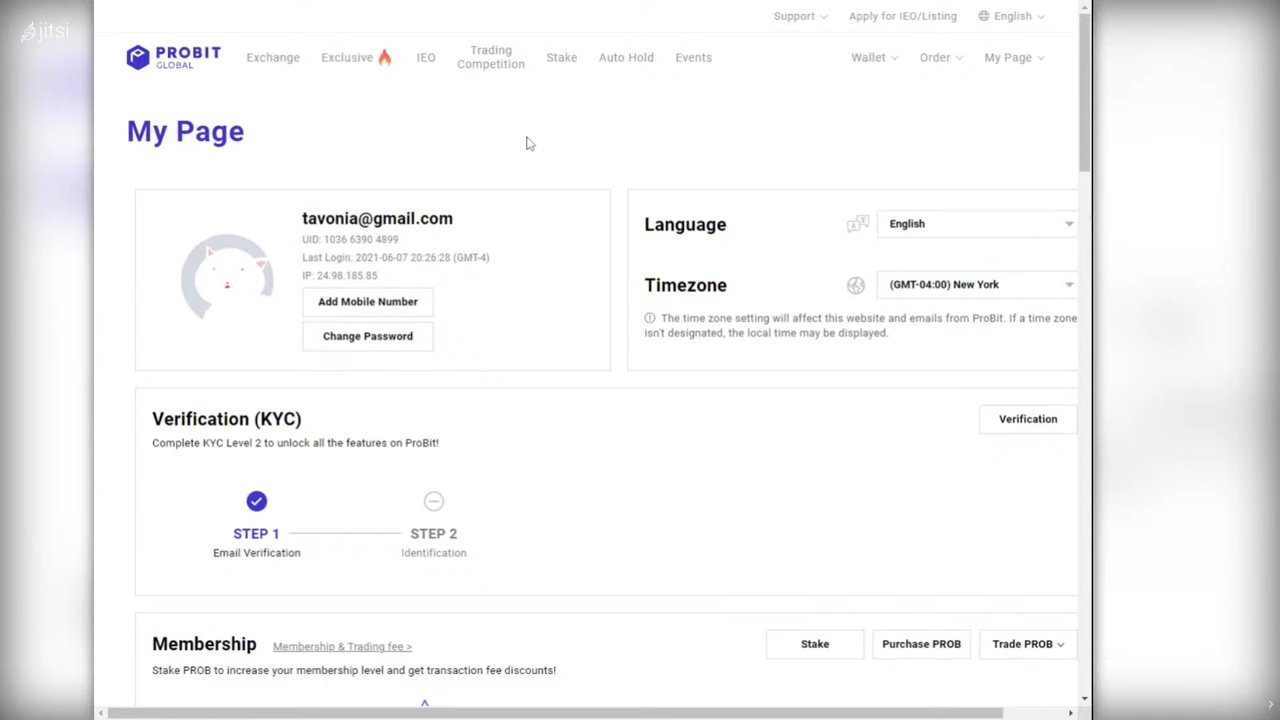 jitsi
Support
Apply for IEO/Listing
English
PROBIT
GLOBAL
Exchange
Exclusive
IEO
Trading
Competition
Stake
Auto Hold
Events
Wallet
Order
My Page
My Page
tavonia@gmail.com
UID: 1036 6390 4899
Last Login: 2021-06-07 20:26:28 (GMT-4)
IP: 24.98.185.85
Add Mobile Number
Change Password
Language
English
Timezone
(GMT-04:00) New York
The time zone setting will affect this website and emails from ProBit. If a time zone
isn't designated, the local time may be displayed.
Verification (KYC)
Complete KYC Level 2 to unlock all the features on ProBit!
Verification
STEP 1
Email Verification
STEP 2
Identification
Membership
Membership & Trading fee >
Stake PROB to increase your membership level and get transaction fee discounts!
Stake
Purchase PROB
Trade PROB